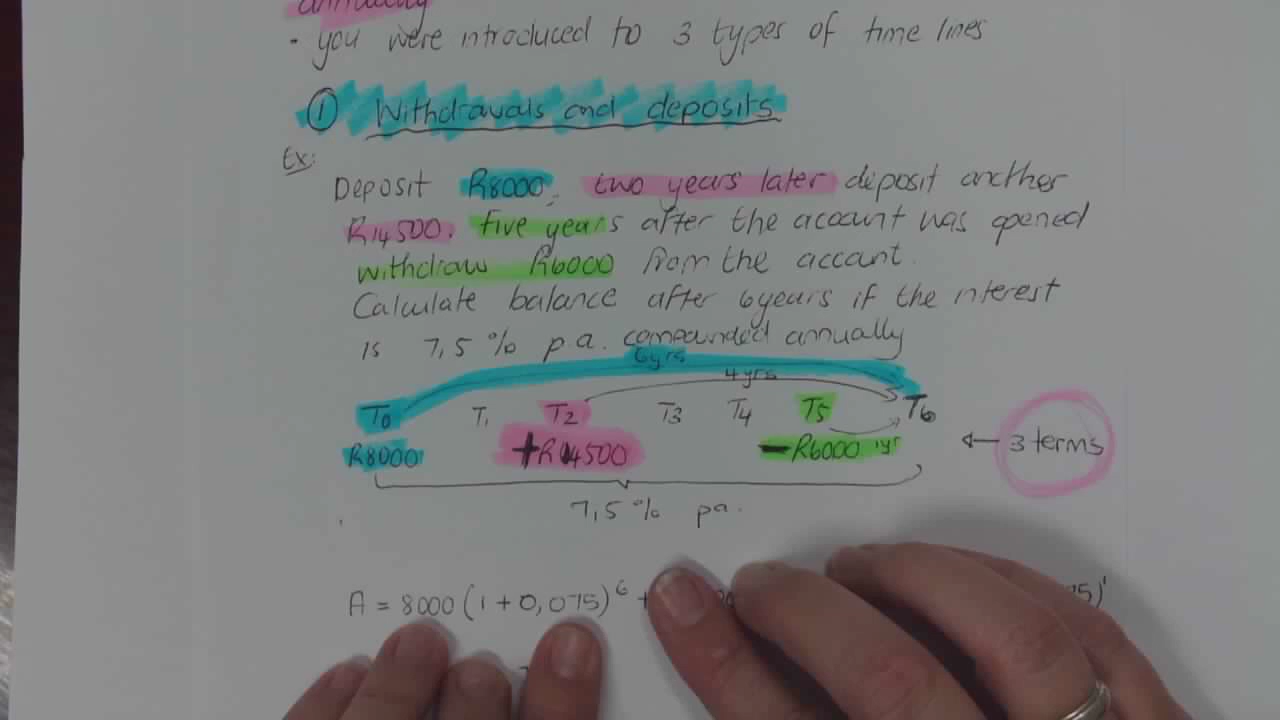 annually
- you were introduced to 3 types of time lines
① Withdrawals and deposits
Ex:
Deposit R8000, two years later deposit another
R14500. Five years after the account was opened
withdraw R6000 from the account.
Calculate balance after 6 years if the interest
is 7,5% p.a. compounded annually
6yrs
4yrs
T0 T1 T2 T3 T4 T5 T6
R8000 +R14500 -R6000 1yr ← 3 terms
7,5% pa.
A = 8000(1+0,075)^6 +